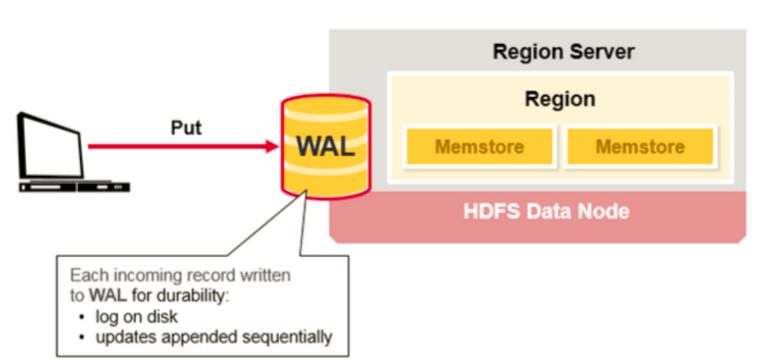 Region Server
Region
Put
WAL
Memstore
Memstore
HDFS Data Node
Each incoming record written
to WAL for durability:
• log on disk
• updates appended sequentially